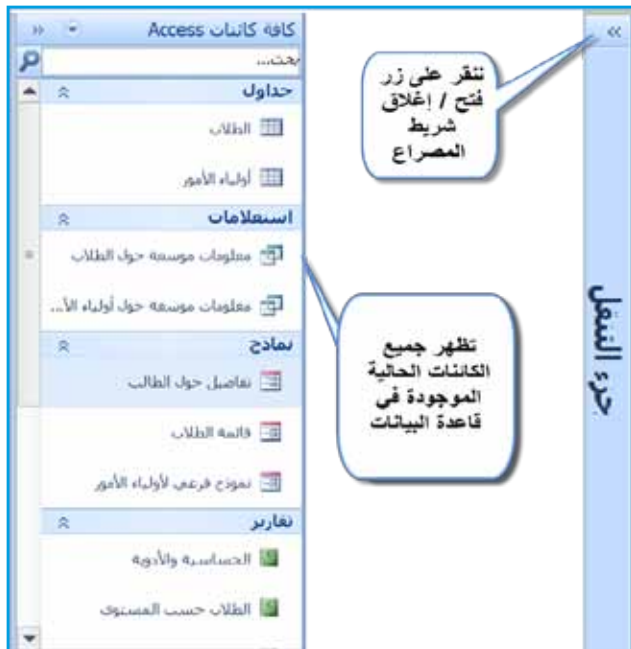 ننقر على زر
فتح / إغلاق
شريط
المصراع
جزء التنقل
تظهر جميع
الكائنات الحالية
الموجودة في
قاعدة البيانات
كافة كائنات Access
بحث...
جداول
الطلاب
أولياء الأمور
استعلامات
معلومات موسعة حول الطلاب
معلومات موسعة حول أولياء الأ...
نماذج
تفاصيل حول الطالب
قائمة الطلاب
نموذج فرعي لأولياء الأمور
تقارير
الحساسية والأدوية
الطلاب حسب المستوى